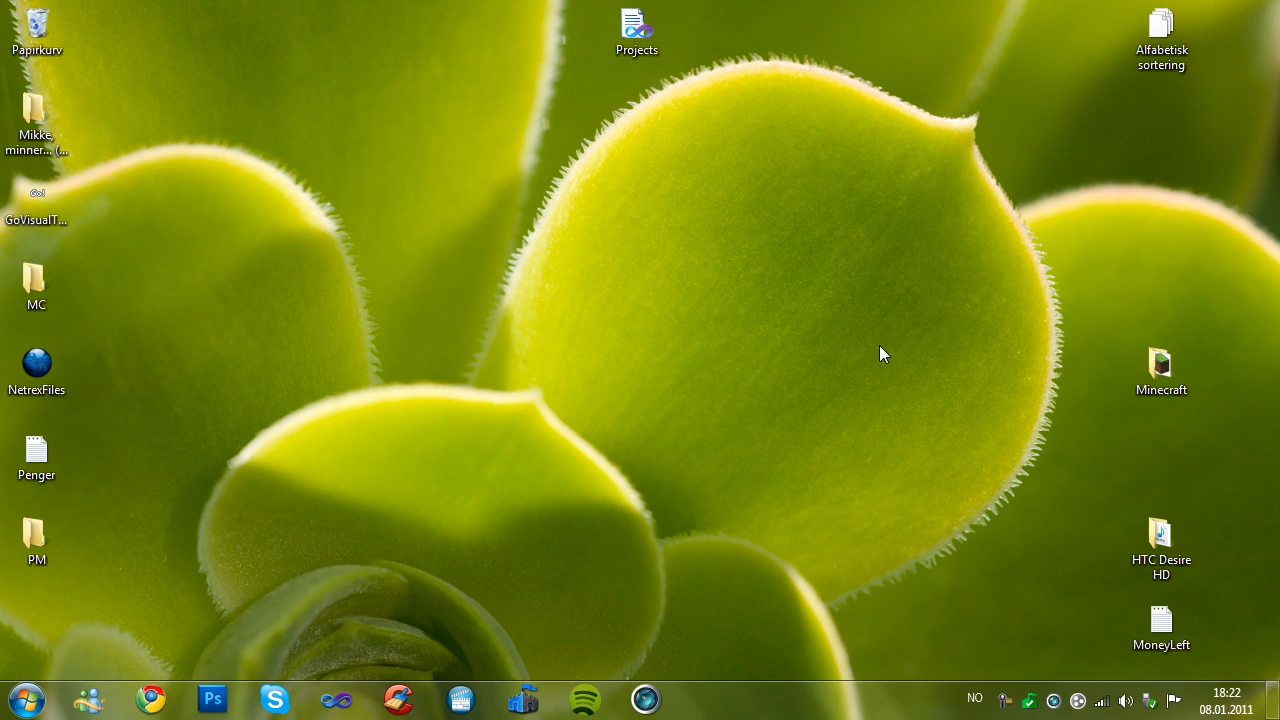 Papirkurv
Projects
Alfabetisk
sortering
Mikke,
minner... (...
Go!
GoVisualT...
MC
NetrexFiles
Minecraft
Penger
PM
HTC Desire
HD
MoneyLeft
Ps
S
NO
18:22
08.01.2011